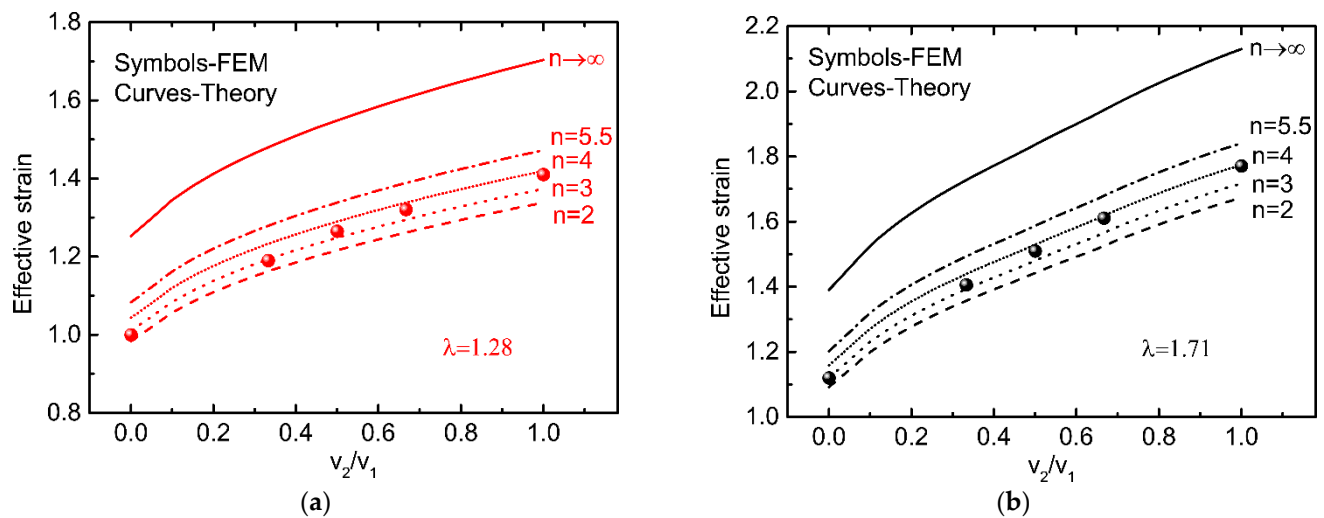 1.8
1.6
1.4
1.2
1.0
0.8
Effective strain
Symbols-FEM
Curves-Theory
n→∞
n=5.5
n=4
n=3
n=2
λ=1.28
0.0 0.2 0.4 0.6 0.8 1.0
v₂/v₁
(a)
2.2
2.0
1.8
1.6
1.4
1.2
1.0
Effective strain
Symbols-FEM
Curves-Theory
n→∞
n=5.5
n=4
n=3
n=2
λ=1.71
0.0 0.2 0.4 0.6 0.8 1.0
v₂/v₁
(b)